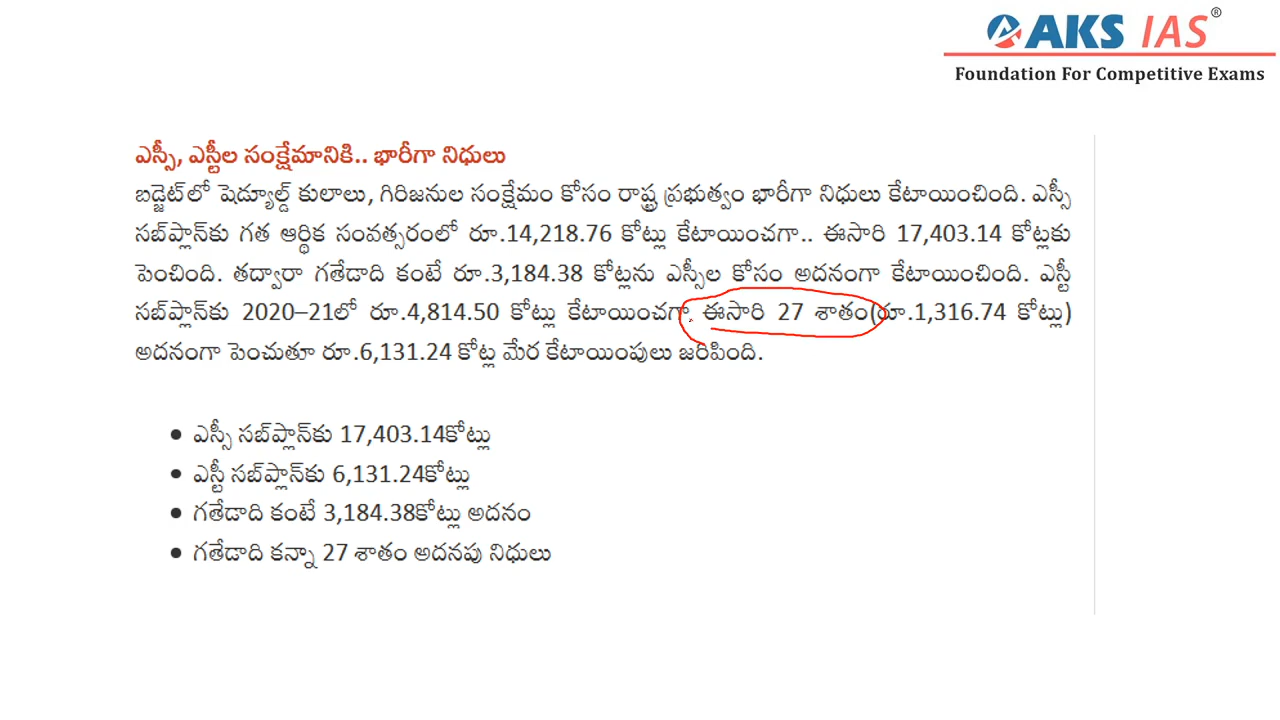 AKS IAS®
Foundation For Competitive Exams
ఎస్సీ, ఎస్టీల సంక్షేమానికి.. భారీగా నిధులు
బడ్జెట్‌లో షెడ్యూల్డ్ కులాలు, గిరిజనుల సంక్షేమం కోసం రాష్ట్ర ప్రభుత్వం భారీగా నిధులు కేటాయించింది. ఎస్సీ
సబ్‌ప్లాన్‌కు గత ఆర్థిక సంవత్సరంలో రూ.14,218.76 కోట్లు కేటాయించగా.. ఈసారి 17,403.14 కోట్లకు
పెంచింది. తద్వారా గతేడాది కంటే రూ.3,184.38 కోట్లను ఎస్సీల కోసం అదనంగా కేటాయించింది. ఎస్టీ
సబ్‌ప్లాన్‌కు 2020–21లో రూ.4,814.50 కోట్లు కేటాయించగా, ఈసారి 27 శాతం(రూ.1,316.74 కోట్లు)
అదనంగా పెంచుతూ రూ.6,131.24 కోట్ల మేర కేటాయింపులు జరిపింది.
• ఎస్సీ సబ్‌ప్లాన్‌కు 17,403.14కోట్లు
• ఎస్టీ సబ్‌ప్లాన్‌కు 6,131.24కోట్లు
• గతేడాది కంటే 3,184.38కోట్లు అదనం
• గతేడాది కన్నా 27 శాతం అదనపు నిధులు